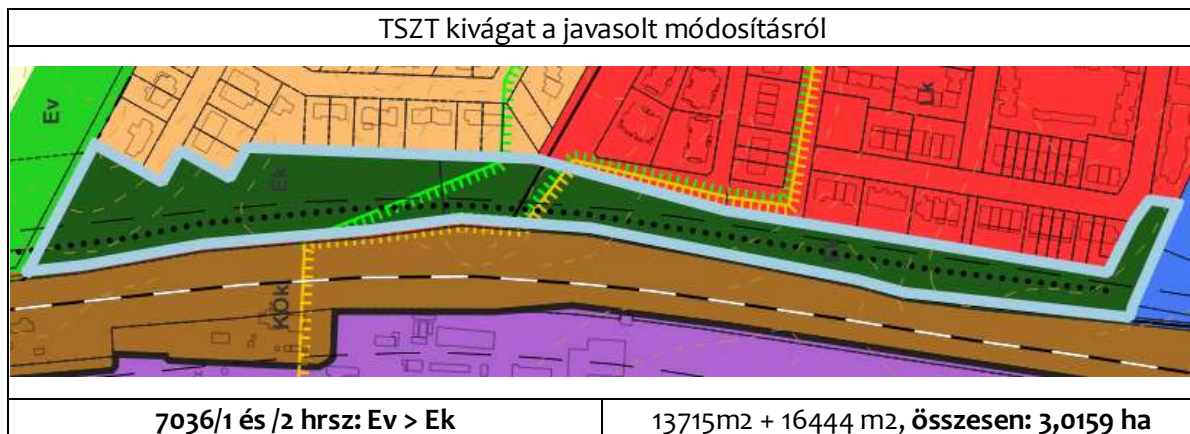 TSZT kivágat a javasolt módosításról
Ev
Ek
Lk
KÖk
7036/1 és /2 hrsz: Ev > Ek
13715m2 + 16444 m2, összesen: 3,0159 ha